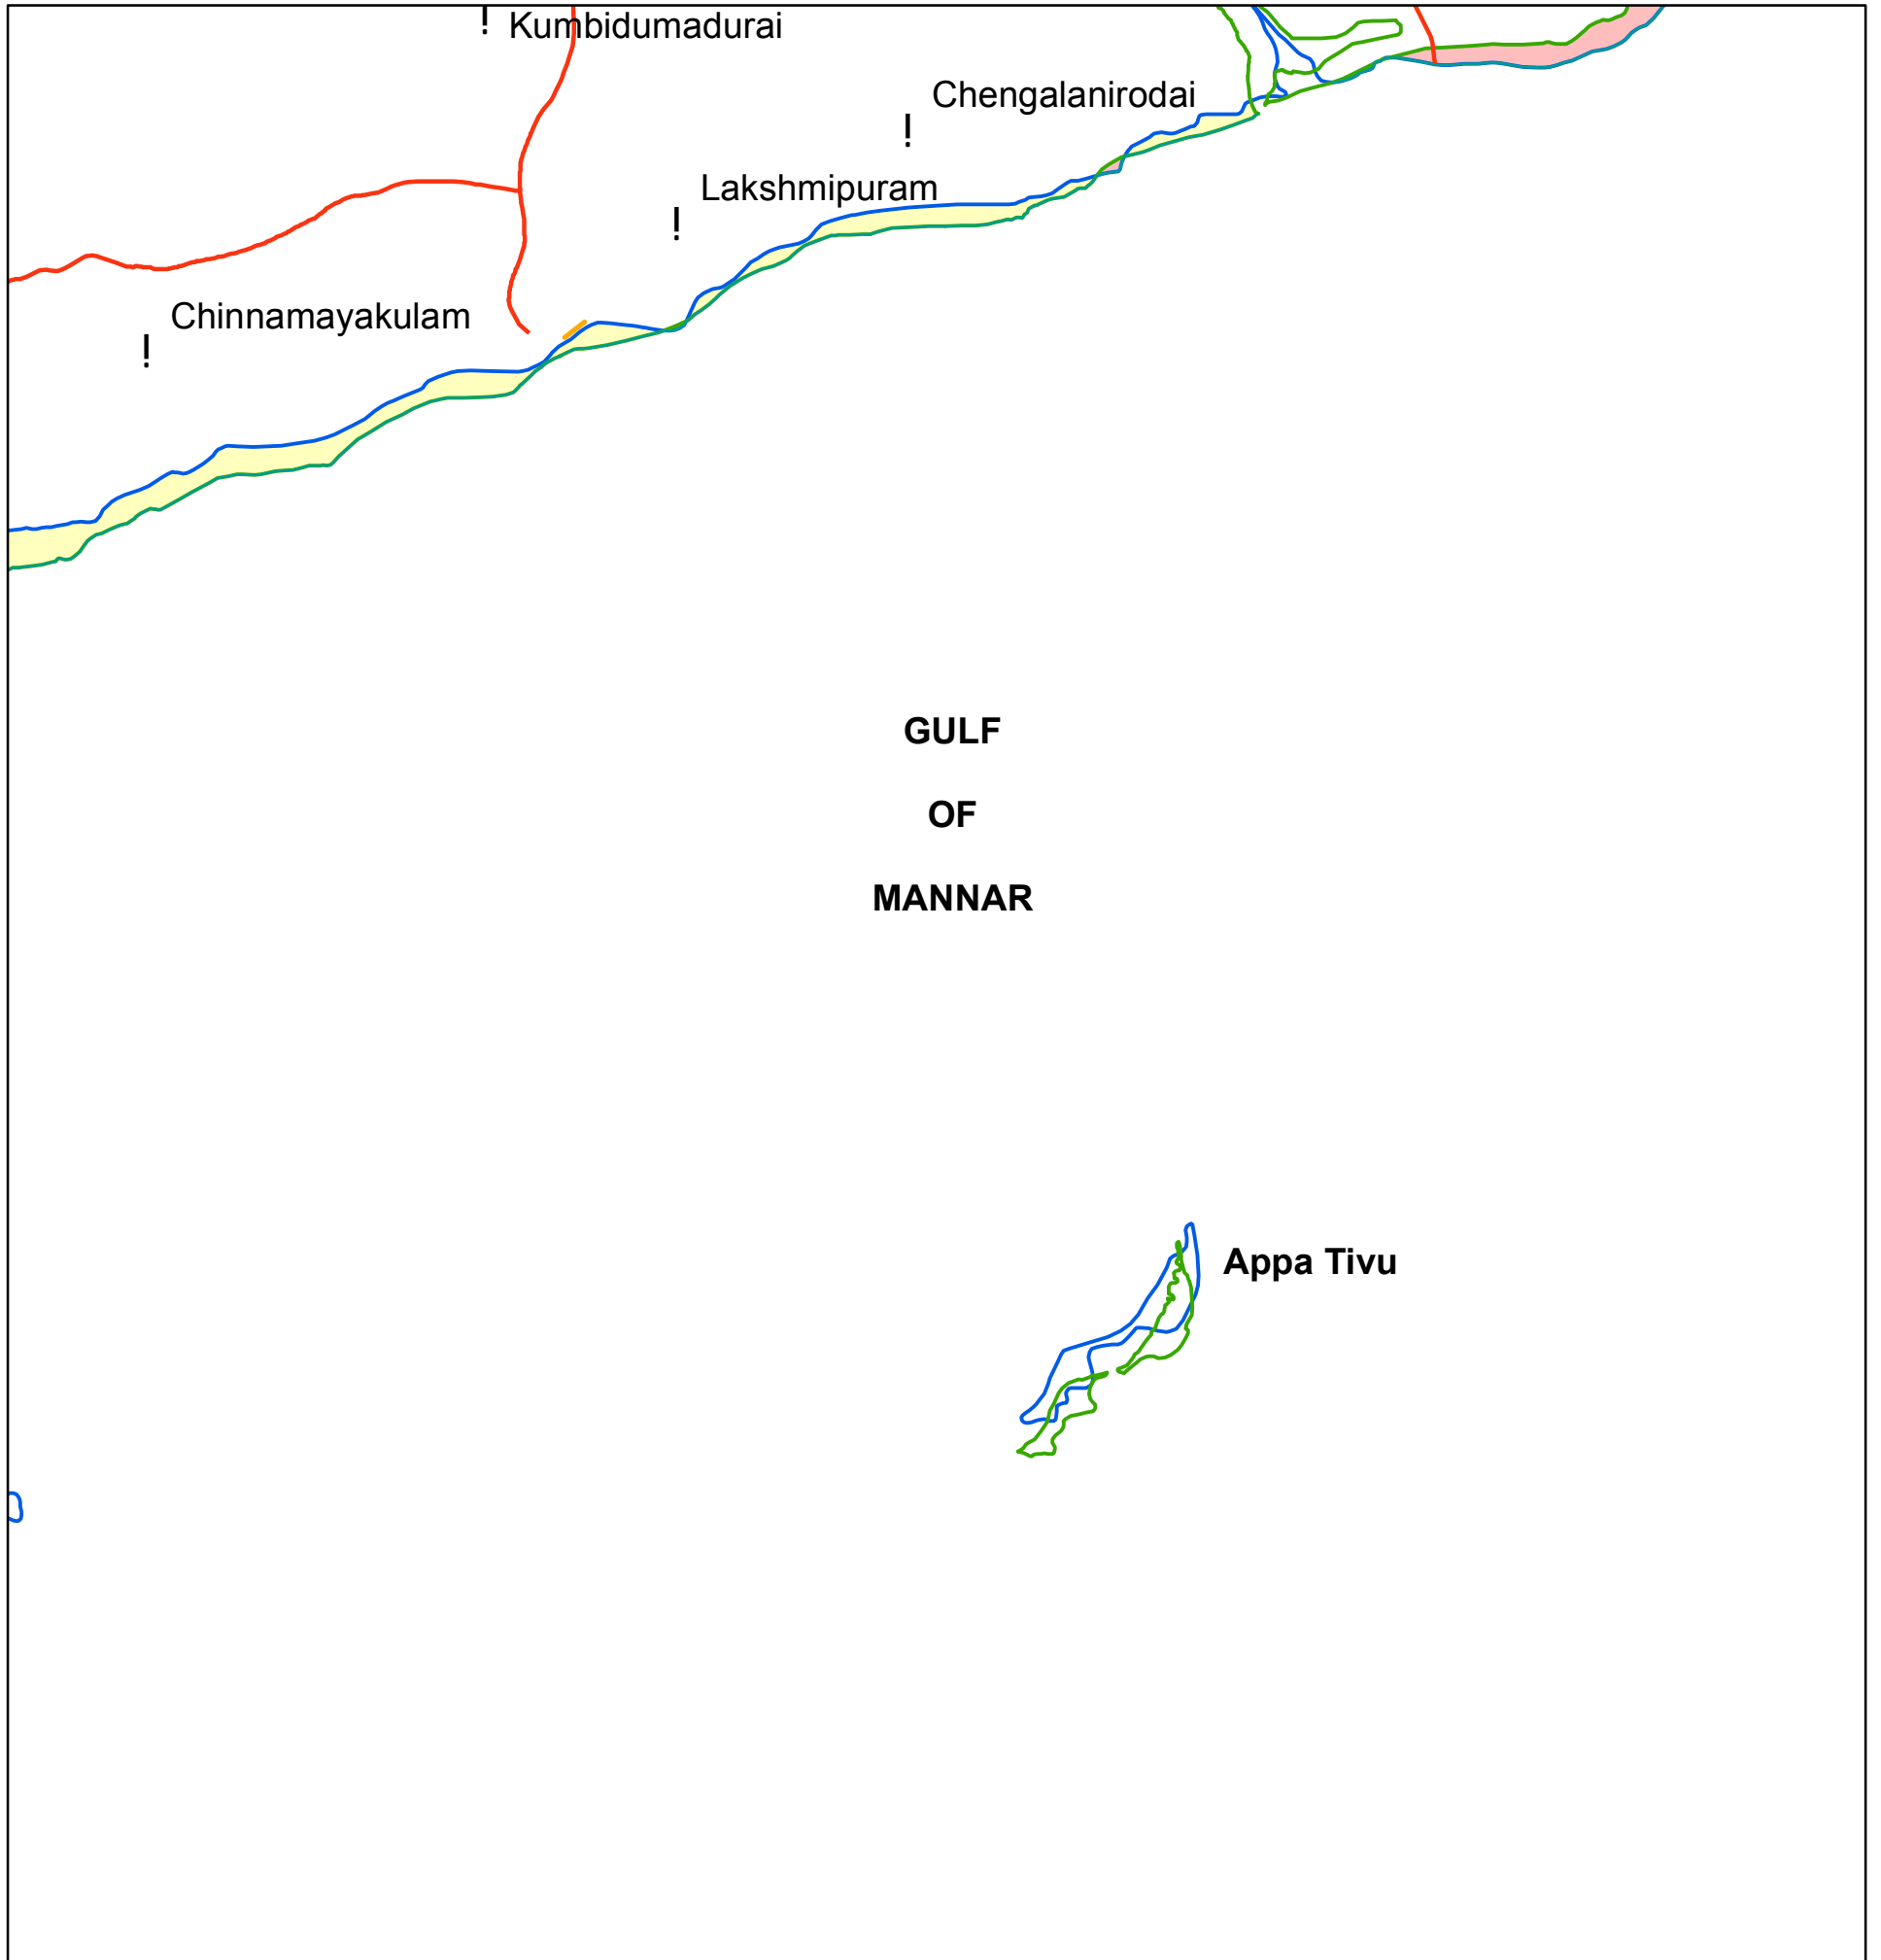 Kumbidumadurai
Chengalanirodai
Lakshmipuram
Chinnamayakulam
GULF
OF
MANNAR
Appa Tivu